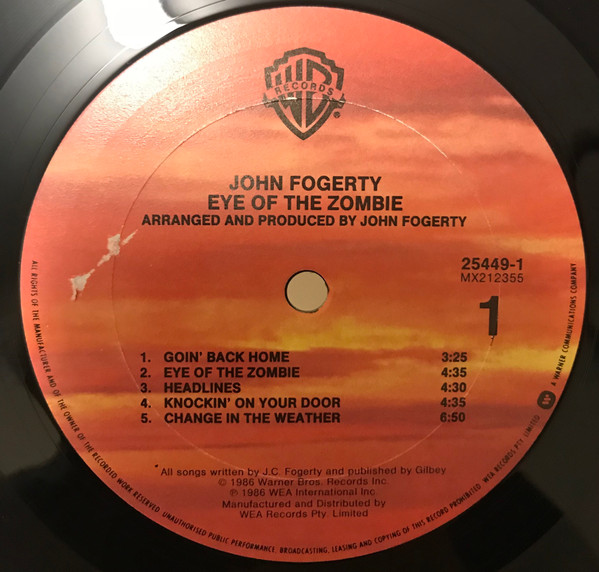 WB
RECORDS
®
JOHN FOGERTY
EYE OF THE ZOMBIE
ARRANGED AND PRODUCED BY JOHN FOGERTY
25449-1
MX212355
1
1. GOIN' BACK HOME 3:25
2. EYE OF THE ZOMBIE 4:35
3. HEADLINES 4:30
4. KNOCKIN' ON YOUR DOOR 4:35
5. CHANGE IN THE WEATHER 6:50
All songs written by J.C. Fogerty and published by Gilbey
© 1986 Warner Bros. Records Inc.
℗ 1986 WEA International Inc
Manufactured and Distributed by
WEA Records Pty. Limited
ALL RIGHTS OF THE MANUFACTURER AND OF THE OWNER OF THE RECORDED WORK RESERVED. UNAUTHORISED PUBLIC PERFORMANCE. BROADCASTING, LEASING AND COPYING OF THIS RECORD PROHIBITED. WEA RECORDS PTY. LIMITED
A WARNER COMMUNICATIONS COMPANY